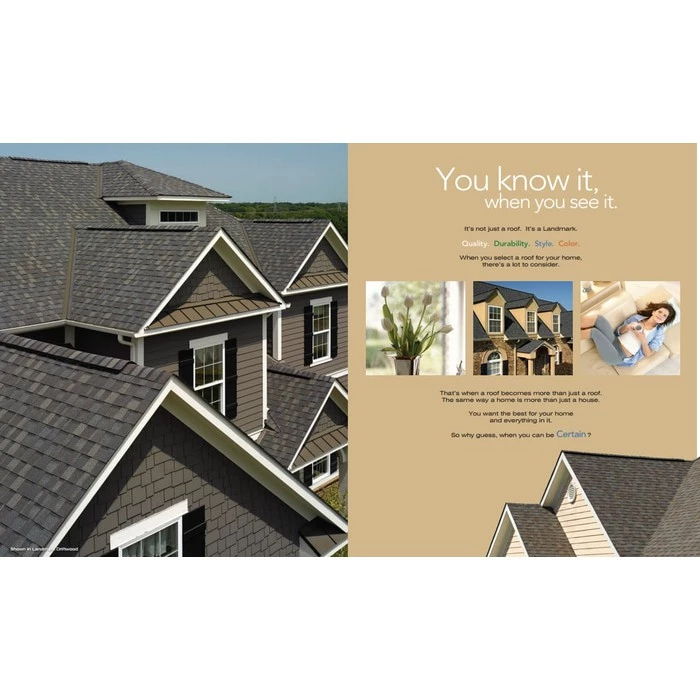 You know it,
when you see it.
It's not just a roof. It's a Landmark.
Quality. Durability. Style. Color.
When you select a roof for your home,
there's a lot to consider.
That's when a roof becomes more than just a roof.
The same way a home is more than just a house.
You want the best for your home
and everything in it.
So why guess, when you can be Certain?
Shown in Landmark Driftwood